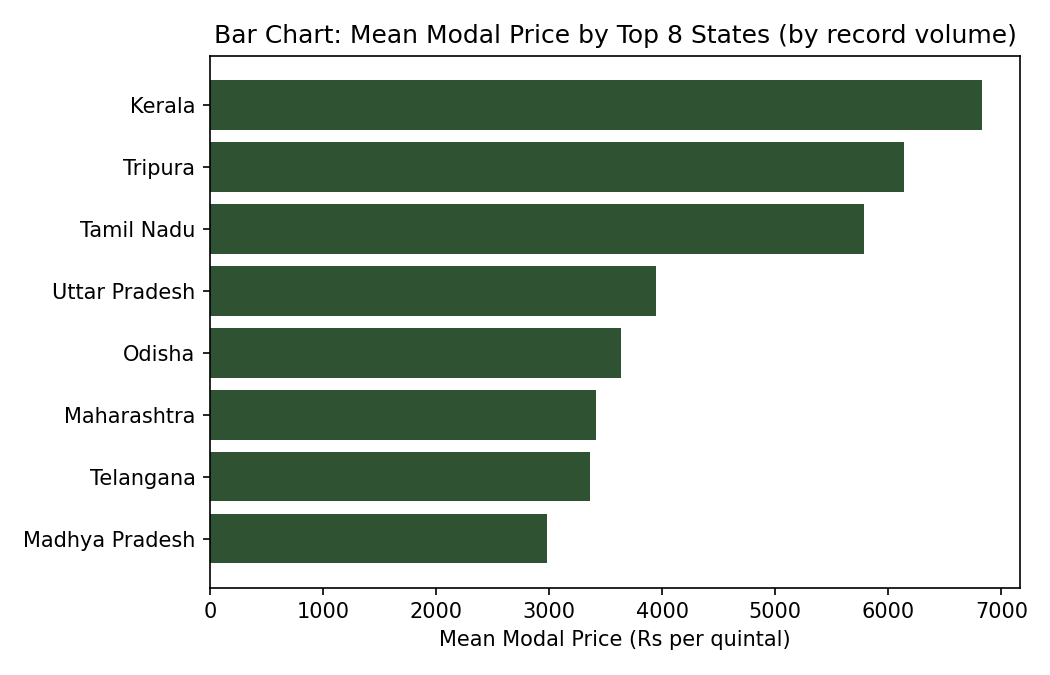 Bar Chart: Mean Modal Price by Top 8 States (by record volume)
Kerala
Tripura
Tamil Nadu
Uttar Pradesh
Odisha
Maharashtra
Telangana
Madhya Pradesh
0 1000 2000 3000 4000 5000 6000 7000
Mean Modal Price (Rs per quintal)